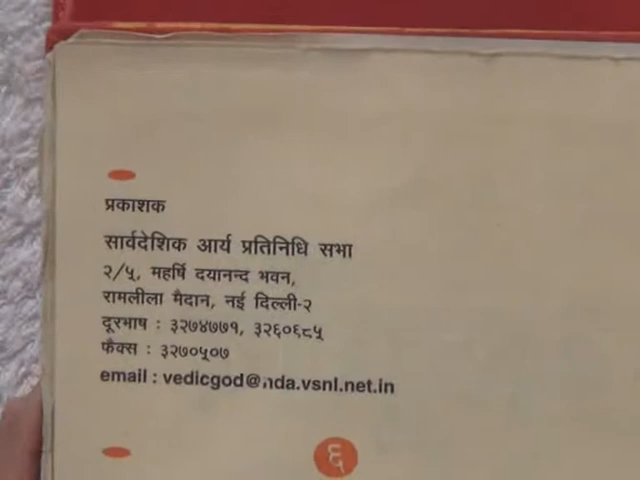 प्रकाशक
सार्वदेशिक आर्य प्रतिनिधि सभा
२/५, महर्षि दयानन्द भवन,
रामलीला मैदान, नई दिल्ली-२
दूरभाष : ३२७४७७१, ३२६०६८५
फैक्स : ३२७०५०७
email : vedicgod@nda.vsnl.net.in
६